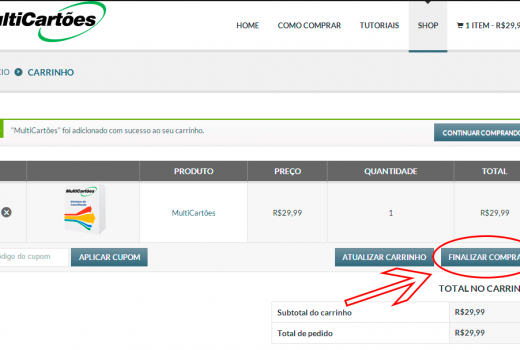 MultiCartões
HOME COMO COMPRAR TUTORIAIS SHOP 1 ITEM - R$29,9
IO CARRINHO
"MultiCartões" foi adicionado com sucesso ao seu carrinho. CONTINUAR COMPRANDO
PRODUTO PREÇO QUANTIDADE TOTAL
MultiCartões
MultiCartões R$29,99 1 R$29,99
ódigo do cupom APLICAR CUPOM ATUALIZAR CARRINHO FINALIZAR COMPRA
TOTAL NO CARRIN
Subtotal do carrinho R$29,99
Total de pedido R$29,99